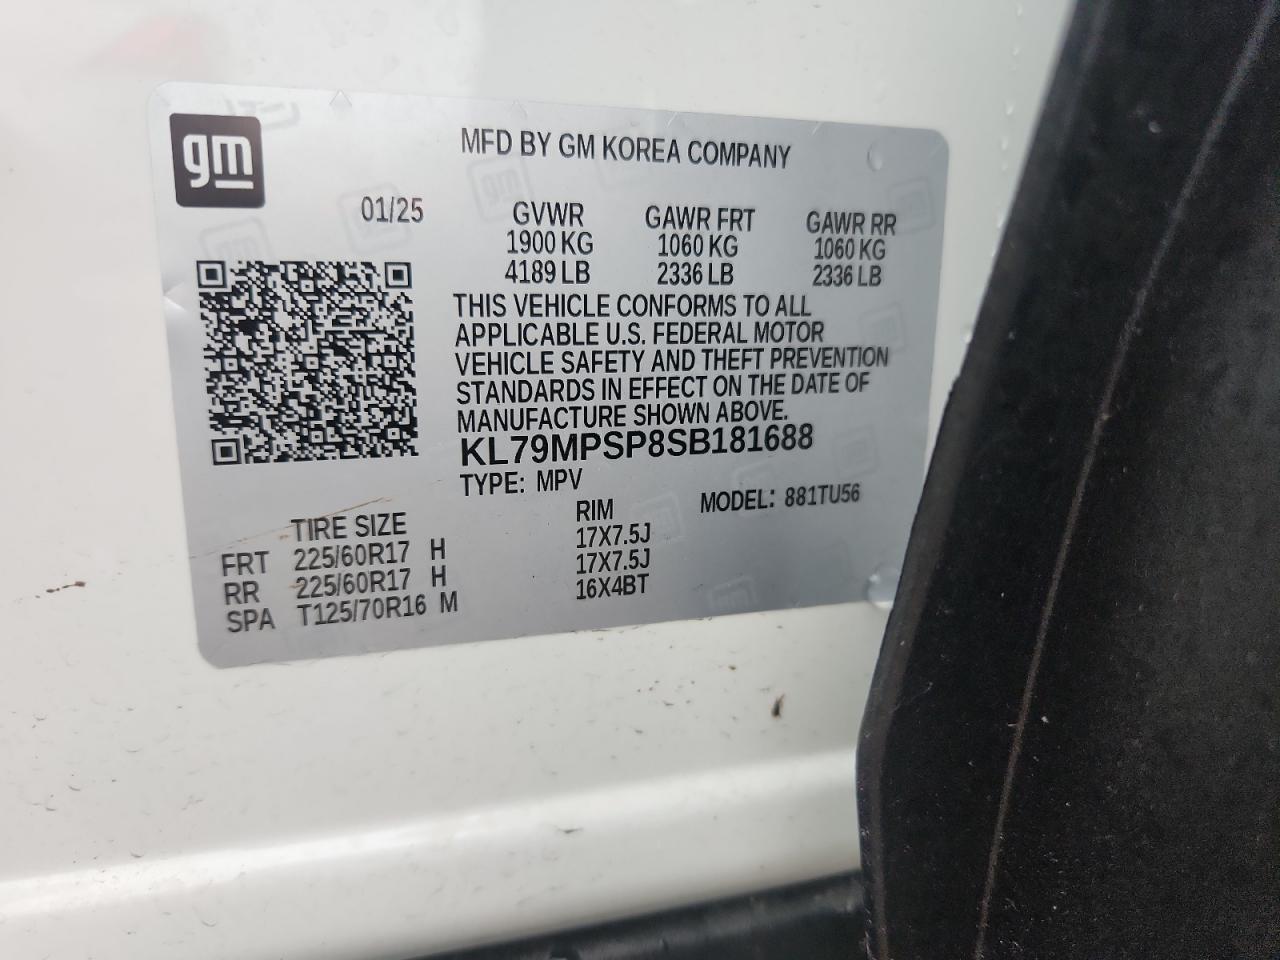 gm
MFD BY GM KOREA COMPANY
01/25
GVWR GAWR FRT GAWR RR
1900 KG 1060 KG 1060 KG
4189 LB 2336 LB 2336 LB
THIS VEHICLE CONFORMS TO ALL
APPLICABLE U.S. FEDERAL MOTOR
VEHICLE SAFETY AND THEFT PREVENTION
STANDARDS IN EFFECT ON THE DATE OF
MANUFACTURE SHOWN ABOVE.
KL79MPSP8SB181688
TYPE: MPV MODEL: 881TU56
TIRE SIZE RIM
FRT 225/60R17 H 17X7.5J
RR 225/60R17 H 17X7.5J
SPA T125/70R16 M 16X4BT